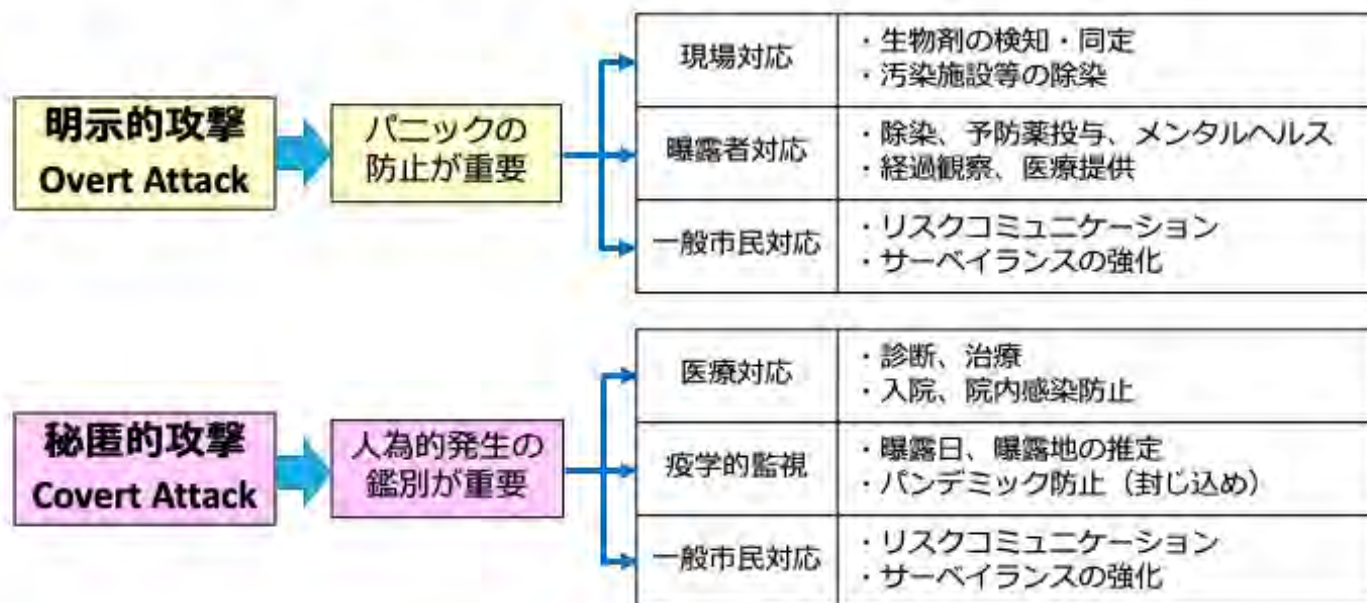 明示的攻撃
Overt Attack
パニックの
防止が重要
現場対応
・生物剤の検知・同定
・汚染施設等の除染
曝露者対応
・除染、予防薬投与、メンタルヘルス
・経過観察、医療提供
一般市民対応
・リスクコミュニケーション
・サーベイランスの強化
秘匿的攻撃
Covert Attack
人為的発生の
鑑別が重要
医療対応
・診断、治療
・入院、院内感染防止
疫学的監視
・曝露日、曝露地の推定
・パンデミック防止（封じ込め）
一般市民対応
・リスクコミュニケーション
・サーベイランスの強化